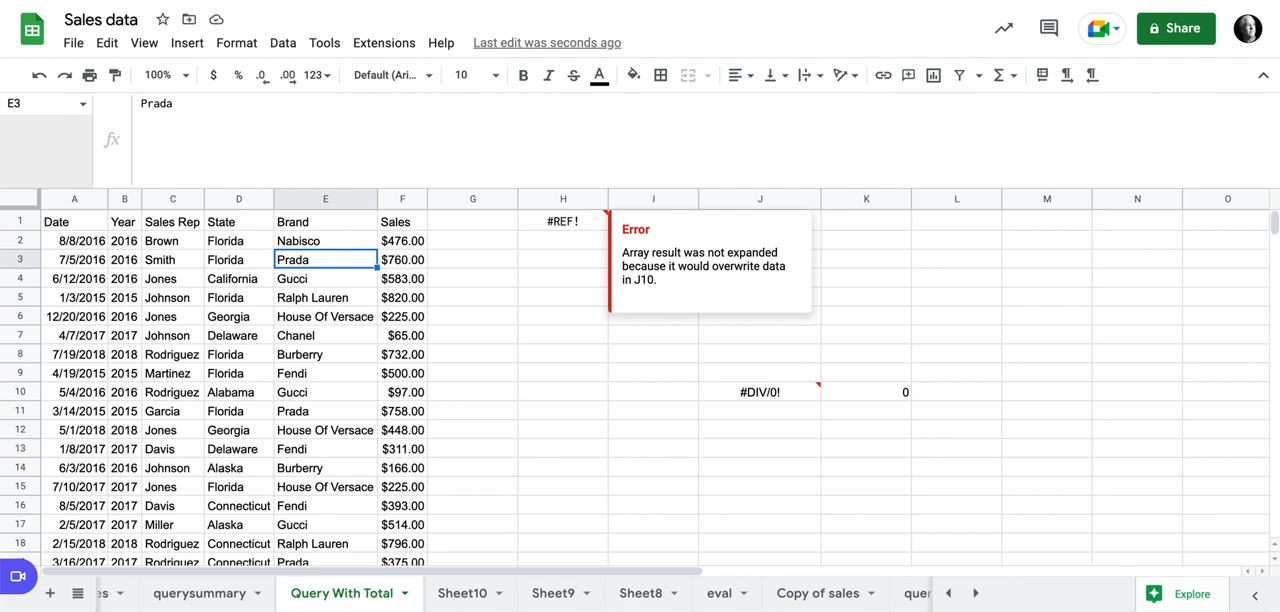 Sales data
File Edit View Insert Format Data Tools Extensions Help Last edit was seconds ago
Share
100% $ % .0 .00 123 Default (Ari... 10 B I S A
E3 fx Prada
A B C D E F G H I J K L M N O
1 Date Year Sales Rep State Brand Sales #REF!
2 8/8/2016 2016 Brown Florida Nabisco $476.00
3 7/5/2016 2016 Smith Florida Prada $760.00
4 6/12/2016 2016 Jones California Gucci $583.00
5 1/3/2015 2015 Johnson Florida Ralph Lauren $820.00
6 12/20/2016 2016 Jones Georgia House Of Versace $225.00
7 4/7/2017 2017 Johnson Delaware Chanel $65.00
8 7/19/2018 2018 Rodriguez Florida Burberry $732.00
9 4/19/2015 2015 Martinez Florida Fendi $500.00
10 5/4/2016 2016 Rodriguez Alabama Gucci $97.00 #DIV/0! 0
11 3/14/2015 2015 Garcia Florida Prada $758.00
12 5/1/2018 2018 Jones Georgia House Of Versace $448.00
13 1/8/2017 2017 Davis Delaware Fendi $311.00
14 6/3/2016 2016 Johnson Alaska Burberry $166.00
15 7/10/2017 2017 Jones Florida House Of Versace $225.00
16 8/5/2017 2017 Davis Connecticut Fendi $393.00
17 2/5/2017 2017 Miller Alaska Gucci $514.00
18 2/15/2018 2018 Rodriguez Connecticut Ralph Lauren $796.00
3/16/2017 2017 Rodriguez Connecticut Prada $375.00
Error
Array result was not expanded
because it would overwrite data
in J10.
es querysummary Query With Total Sheet10 Sheet9 Sheet8 eval Copy of sales quer Explore